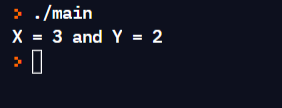 > ./main
X = 3 and Y = 2
>